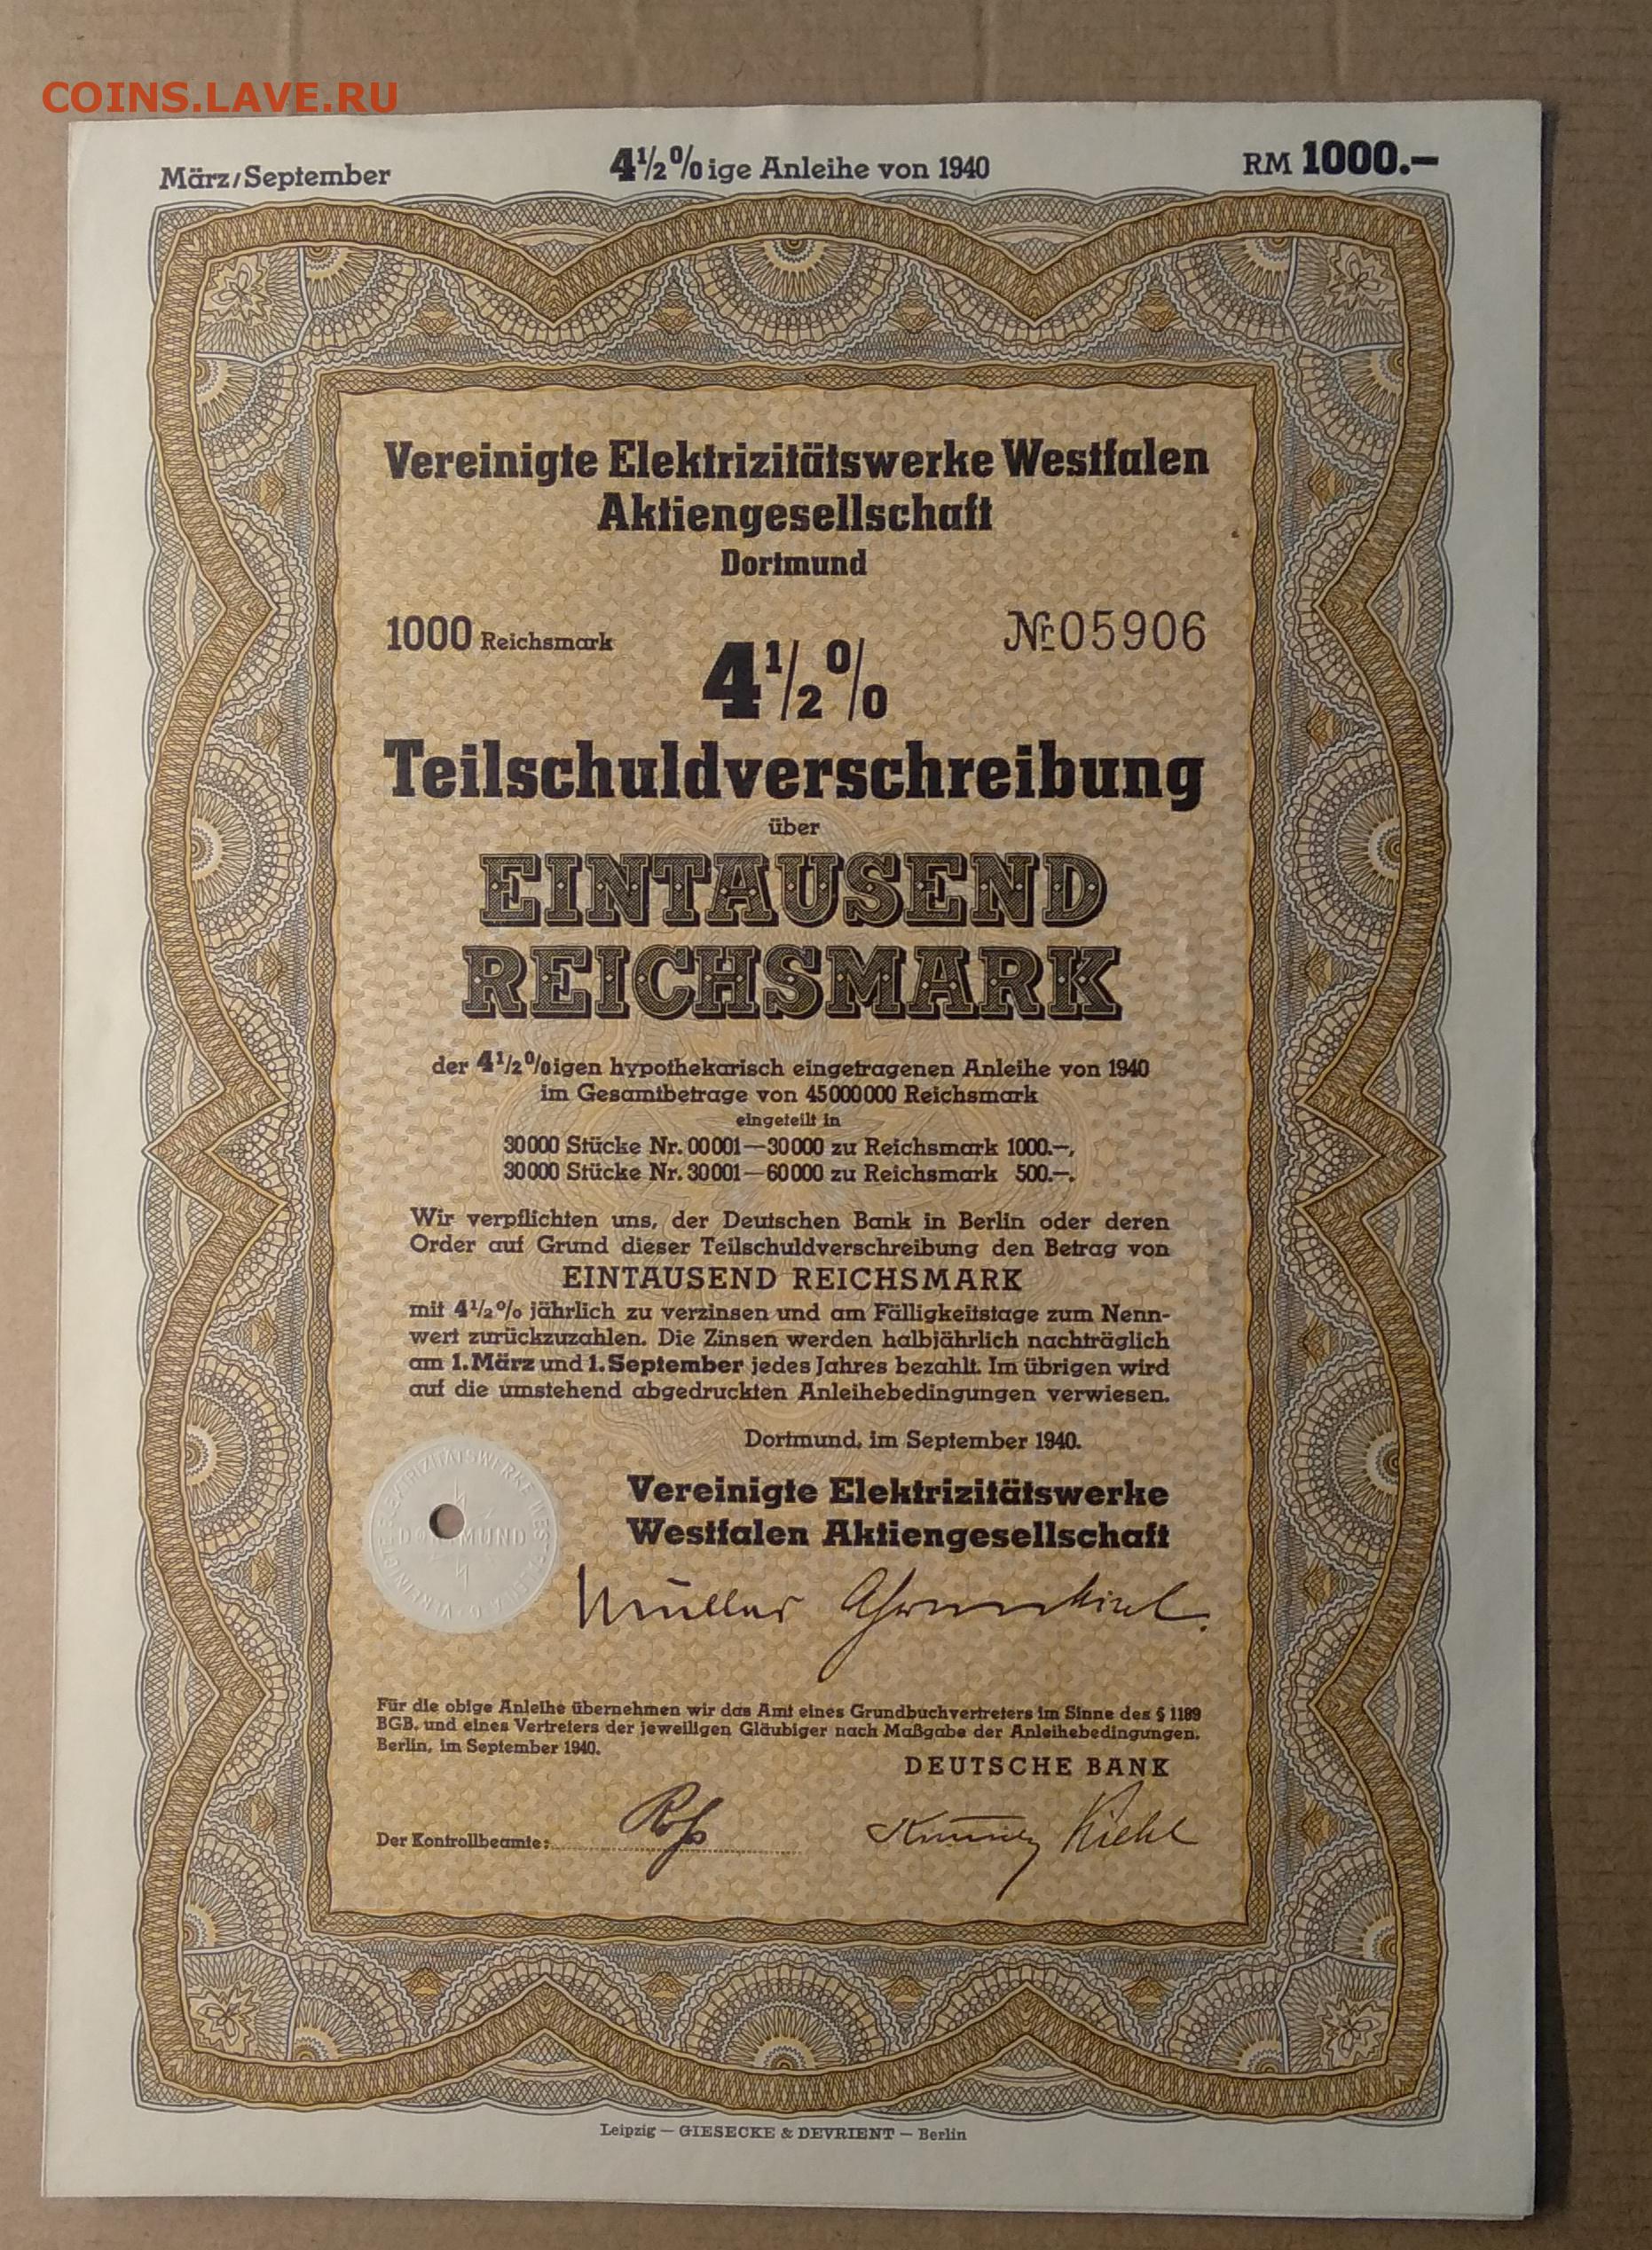 COINS.LAVE.RU
März/September 4½%ige Anleihe von 1940 RM 1000.–
Vereinigte Elektrizitätswerke Westfalen
Aktiengesellschaft
Dortmund
1000 Reichsmark № 05906
4½%
Teilschuldverschreibung
über
EINTAUSEND
REICHSMARK
der 4½%igen hypothekarisch eingetragenen Anleihe von 1940
im Gesamtbetrage von 45000000 Reichsmark
eingeteilt in
30000 Stücke Nr. 00001—30000 zu Reichsmark 1000.–,
30000 Stücke Nr. 30001—60000 zu Reichsmark 500.–.
Wir verpflichten uns, der Deutschen Bank in Berlin oder deren
Order auf Grund dieser Teilschuldverschreibung den Betrag von
EINTAUSEND REICHSMARK
mit 4½% jährlich zu verzinsen und am Fälligkeitstage zum Nenn-
wert zurückzuzahlen. Die Zinsen werden halbjährlich nachträglich
am 1. März und 1. September jedes Jahres bezahlt. Im übrigen wird
auf die umstehend abgedruckten Anleihebedingungen verwiesen.
Dortmund, im September 1940.
Vereinigte Elektrizitätswerke
Westfalen Aktiengesellschaft
Müller
Für die obige Anleihe übernehmen wir das Amt eines Grundbuchvertreters im Sinne des § 1189
BGB. und eines Vertreters der jeweiligen Gläubiger nach Maßgabe der Anleihebedingungen.
Berlin, im September 1940.
DEUTSCHE BANK
Der Kontrollbeamte: Kiehl
Leipzig — GIESECKE & DEVRIENT — Berlin